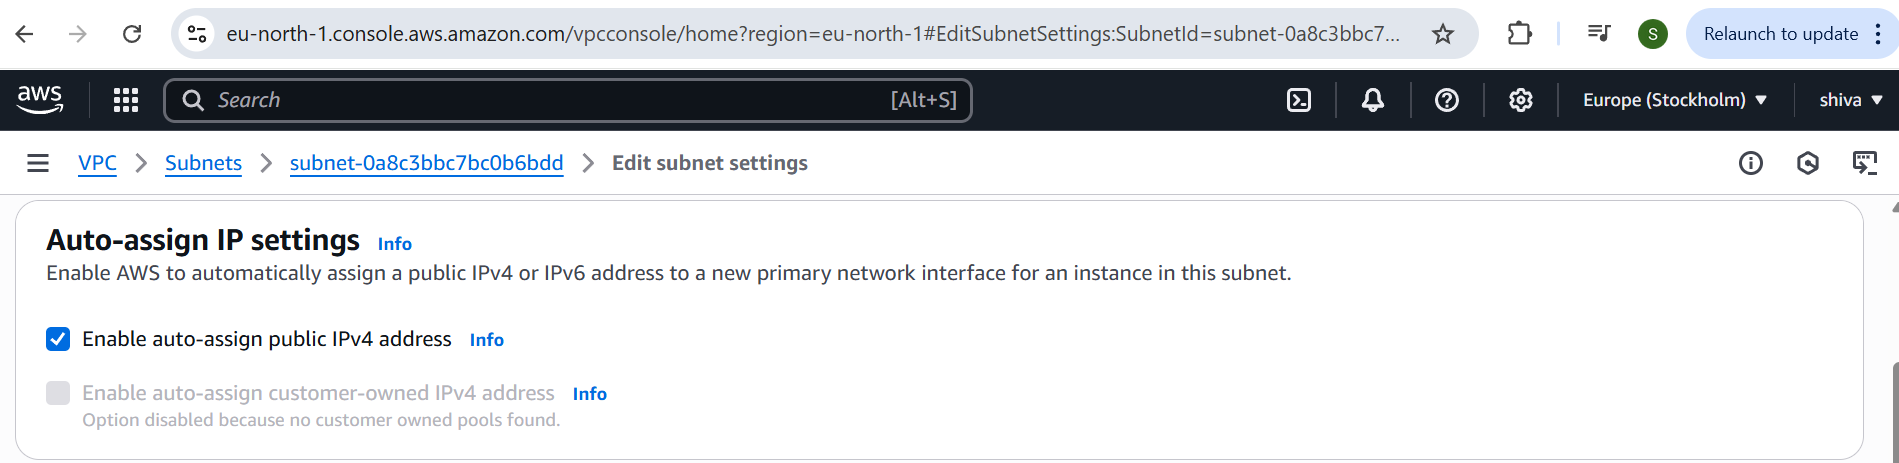 eu-north-1.console.aws.amazon.com/vpcconsole/home?region=eu-north-1#EditSubnetSettings:SubnetId=subnet-0a8c3bbc7... S Relaunch to update
aws Search [Alt+S] Europe (Stockholm) shiva
VPC Subnets subnet-0a8c3bbc7bc0b6bdd Edit subnet settings
Auto-assign IP settings Info
Enable AWS to automatically assign a public IPv4 or IPv6 address to a new primary network interface for an instance in this subnet.
Enable auto-assign public IPv4 address Info
Enable auto-assign customer-owned IPv4 address Info
Option disabled because no customer owned pools found.